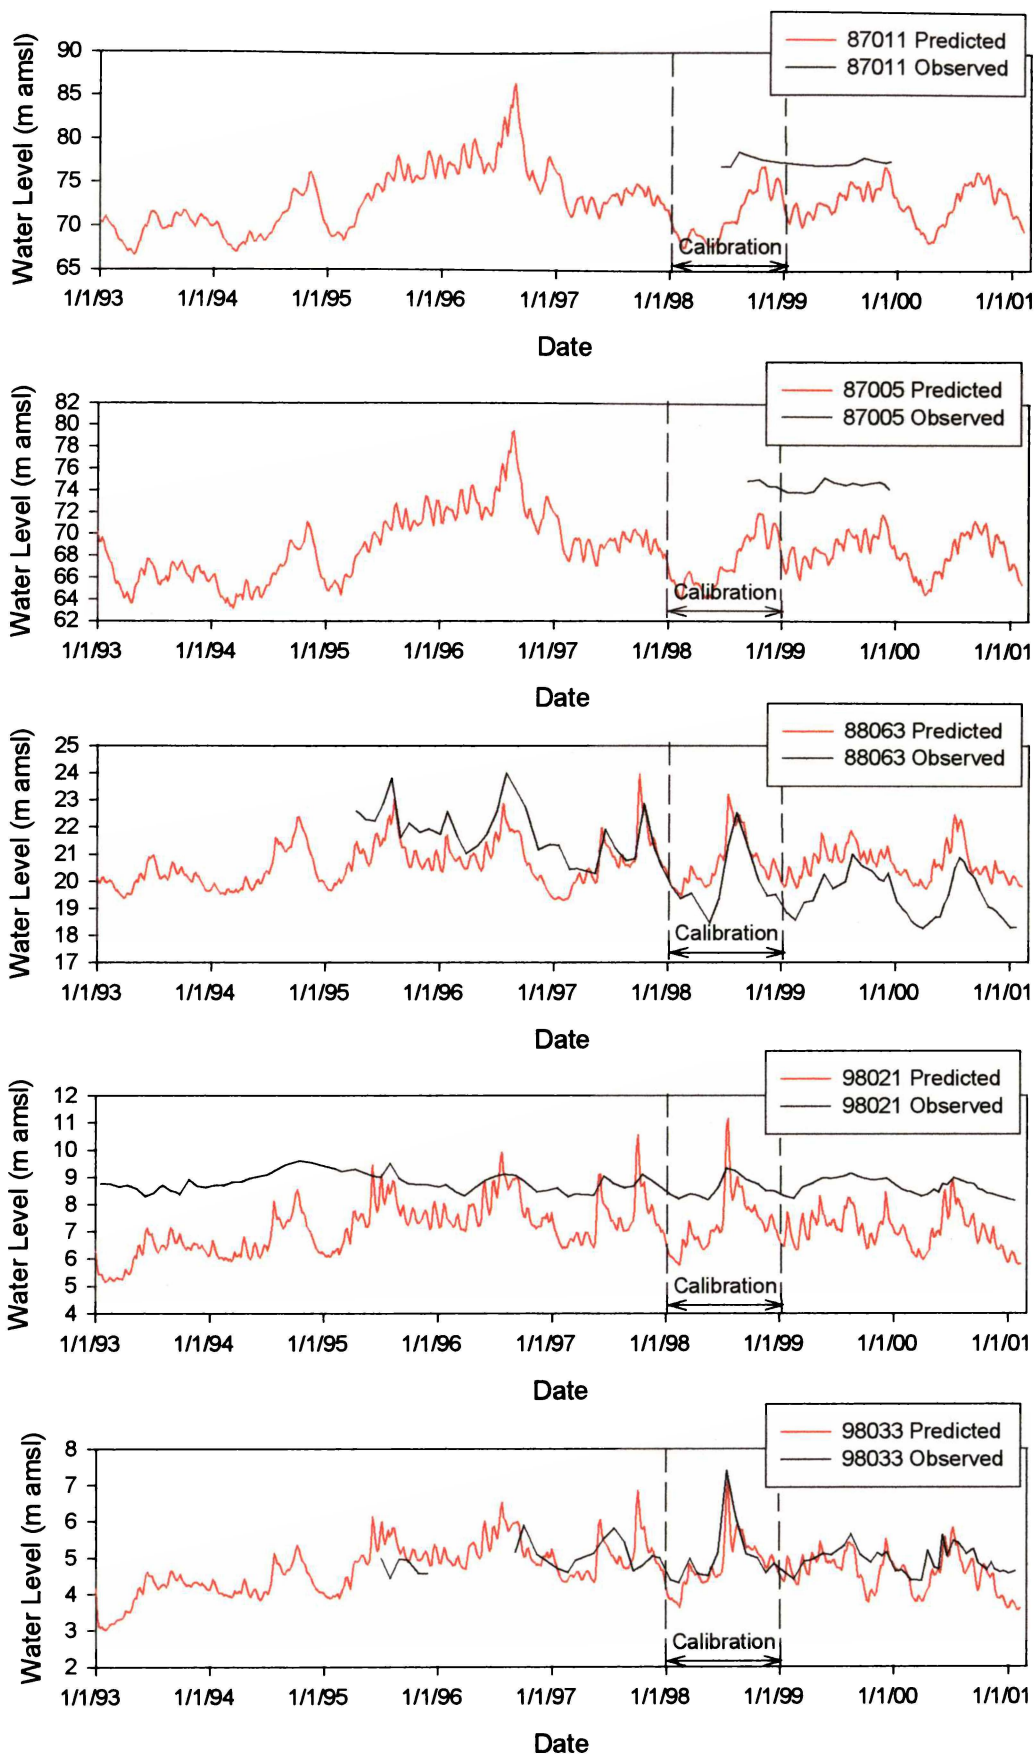 87011 Predicted
87011 Observed
Water Level (m amsl)
90
85
80
75
70
65
Calibration
1/1/93 1/1/94 1/1/95 1/1/96 1/1/97 1/1/98 1/1/99 1/1/00 1/1/01
Date
87005 Predicted
87005 Observed
Water Level (m amsl)
82
80
78
76
74
72
70
68
66
64
62
Calibration
1/1/93 1/1/94 1/1/95 1/1/96 1/1/97 1/1/98 1/1/99 1/1/00 1/1/01
Date
88063 Predicted
88063 Observed
Water Level (m amsl)
25
24
23
22
21
20
19
18
17
Calibration
1/1/93 1/1/94 1/1/95 1/1/96 1/1/97 1/1/98 1/1/99 1/1/00 1/1/01
Date
98021 Predicted
98021 Observed
Water Level (m amsl)
12
11
10
9
8
7
6
5
4
Calibration
1/1/93 1/1/94 1/1/95 1/1/96 1/1/97 1/1/98 1/1/99 1/1/00 1/1/01
Date
98033 Predicted
98033 Observed
Water Level (m amsl)
8
7
6
5
4
3
2
Calibration
1/1/93 1/1/94 1/1/95 1/1/96 1/1/97 1/1/98 1/1/99 1/1/00 1/1/01
Date